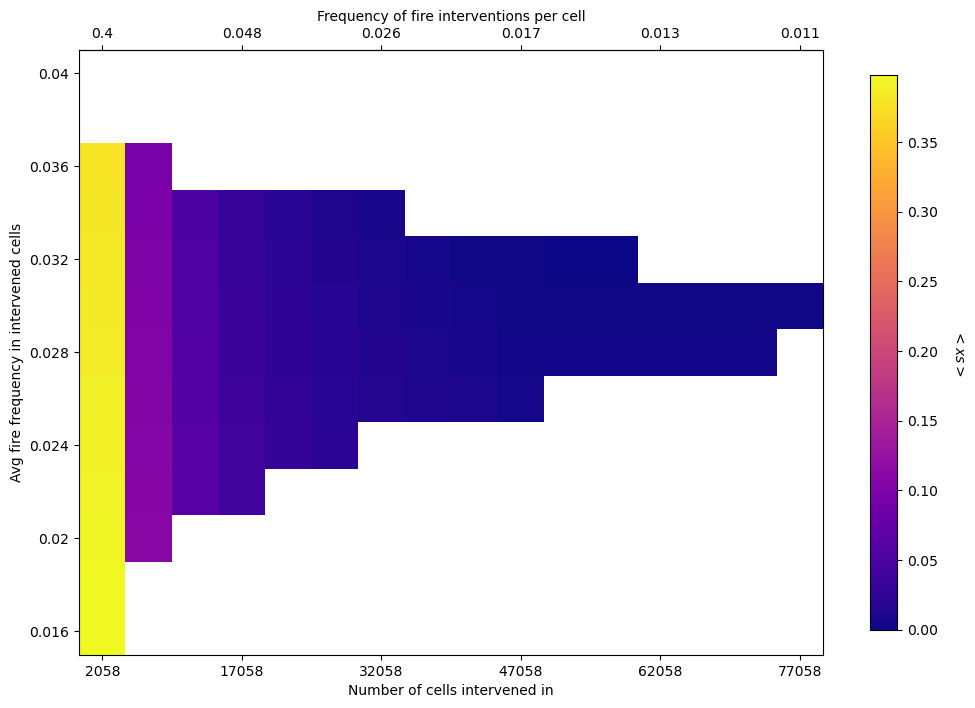 Frequency of fire interventions per cell
0.4 0.048 0.026 0.017 0.013 0.011
0.04
0.036
0.032
0.028
0.024
0.02
0.016
Avg fire frequency in intervened cells
2058 17058 32058 47058 62058 77058
Number of cells intervened in
0.35
0.30
0.25
0.20
0.15
0.10
0.05
0.00
< xs >